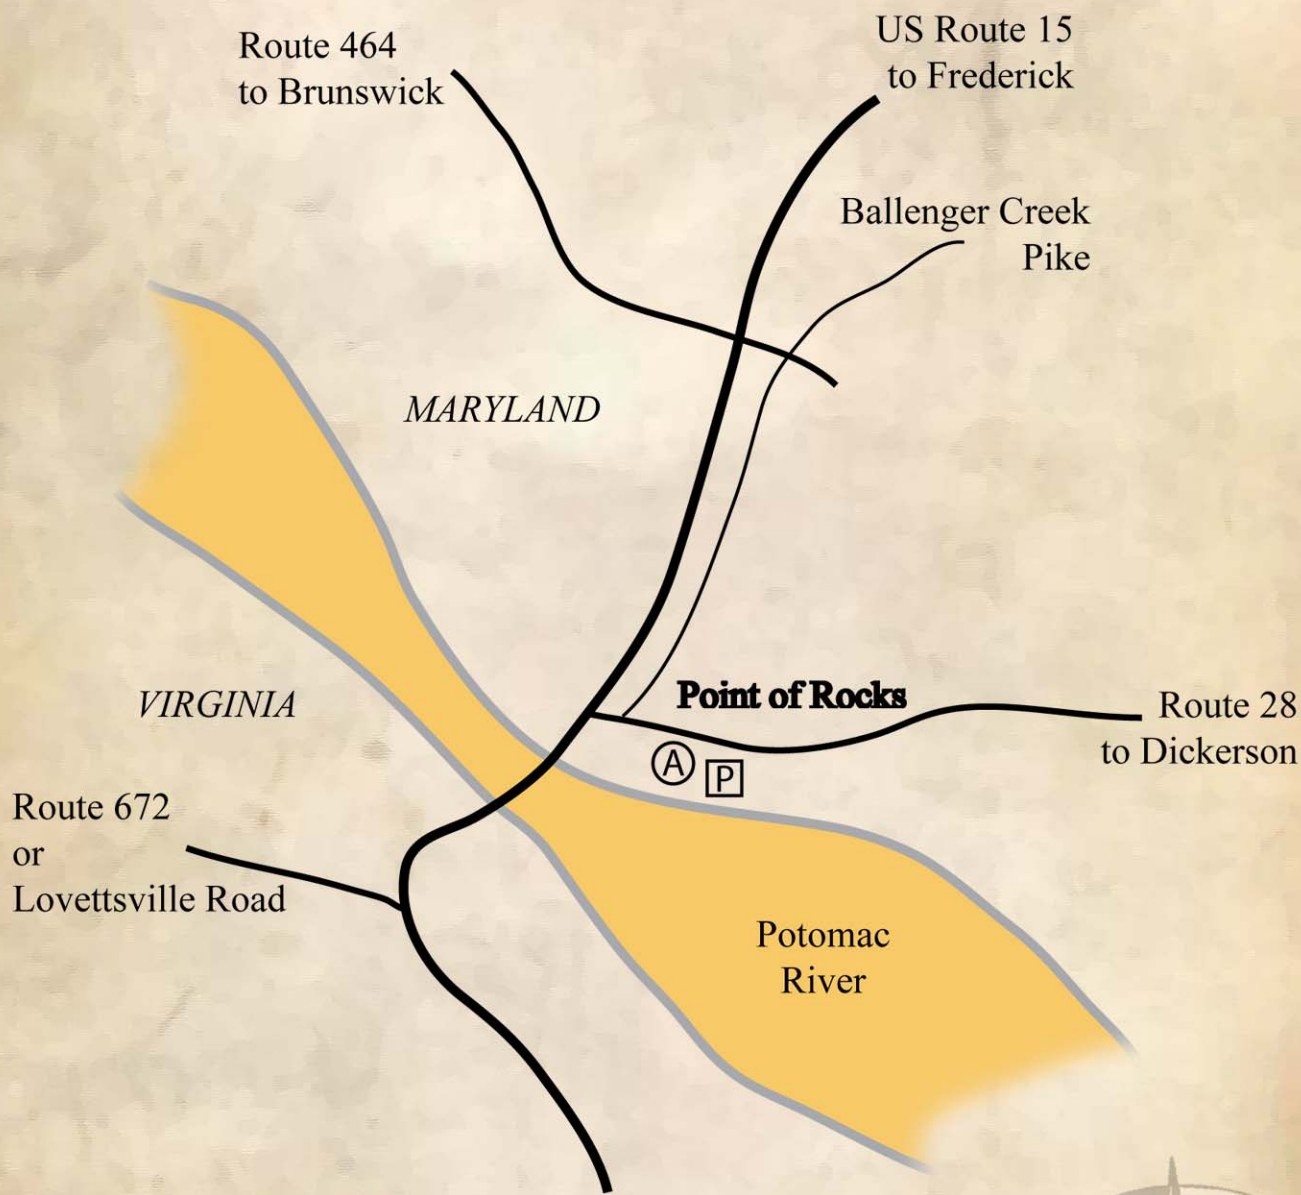 Route 464
to Brunswick
US Route 15
to Frederick
Ballenger Creek
Pike
MARYLAND
VIRGINIA
Point of Rocks
Route 28
to Dickerson
A
P
Route 672
or
Lovettsville Road
Potomac
River